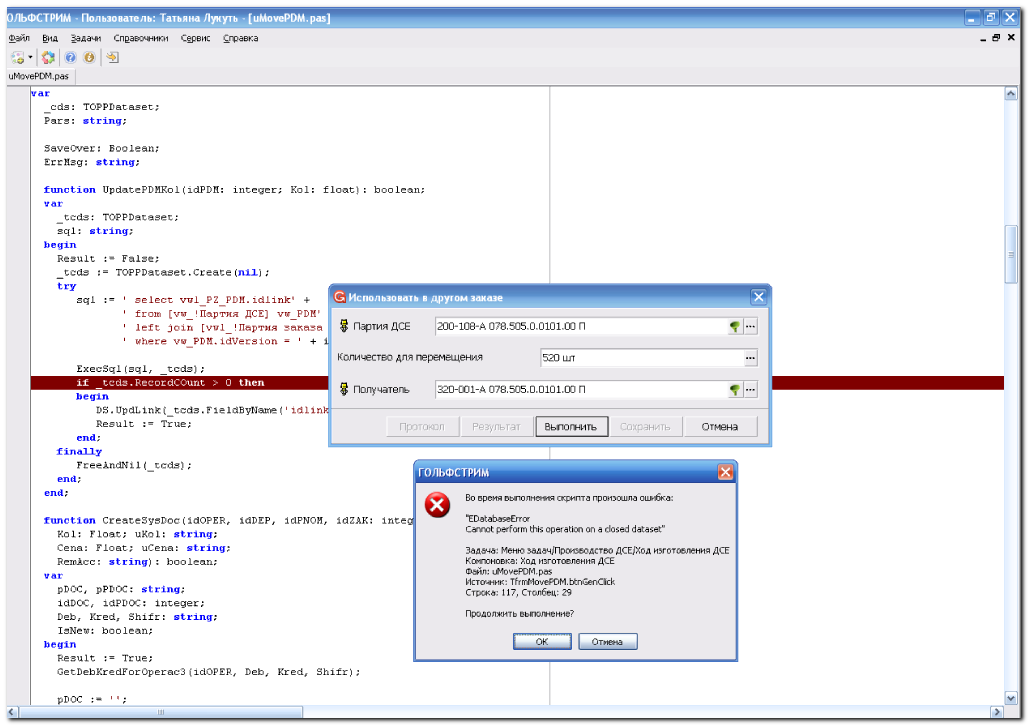 ОЛЬФСТРИМ - Пользователь: Татьяна Лукуть - [uMovePDM.pas]
Файл Вид Задачи Справочники Сервис Справка
uMovePDM.pas
var
_cds: TOPPDataset;
Pars: string;
SaveOver: Boolean;
ErrMsg: string;
function UpdatePDMKol(idPDM: integer; Kol: float): boolean;
var
_tcds: TOPPDataset;
sql: string;
begin
Result := False;
_tcds := TOPPDataset.Create(nil);
try
sql := ' select vwl_PZ_PDM.idlink' +
' from [vw_!Партия ДСЕ] vw_PDM'
' left join [vwl_!Партия заказа
' where vw_PDM.idVersion = ' + i
ExecSql(sql, _tcds);
if _tcds.RecordCOunt > 0 then
begin
DS.UpdLink(_tcds.FieldByName('idlink
Result := True;
end;
finally
FreeAndNil(_tcds);
end;
end;
function CreateSysDoc(idOPER, idDEP, idPNOM, idZAK: integ
Kol: Float; uKol: string;
Cena: Float; uCena: string;
RemAcc: string): boolean;
var
pDOC, pPDOC: string;
idDOC, idPDOC: integer;
Deb, Kred, Shifr: string;
IsNew: boolean;
begin
Result := True;
GetDebKredForOperac3(idOPER, Deb, Kred, Shifr);
pDOC := '';
Использовать в другом заказе
Партия ДСЕ 200-108-А 078.505.0.0101.00 П
Количество для перемещения 520 шт
Получатель 320-001-А 078.505.0.0101.00 П
Протокол Результат Выполнить Сохранить Отмена
ГОЛЬФСТРИМ
Во время выполнения скрипта произошла ошибка:
"EDatabaseError
Cannot perform this operation on a closed dataset"
Задача: Меню задач/Производство ДСЕ/Ход изготовления ДСЕ
Компоновка: Ход изготовления ДСЕ
Файл: uMovePDM.pas
Источник: TfrmMovePDM.btnGenClick
Строка: 117, Столбец: 29
Продолжить выполнение?
ОК Отмена